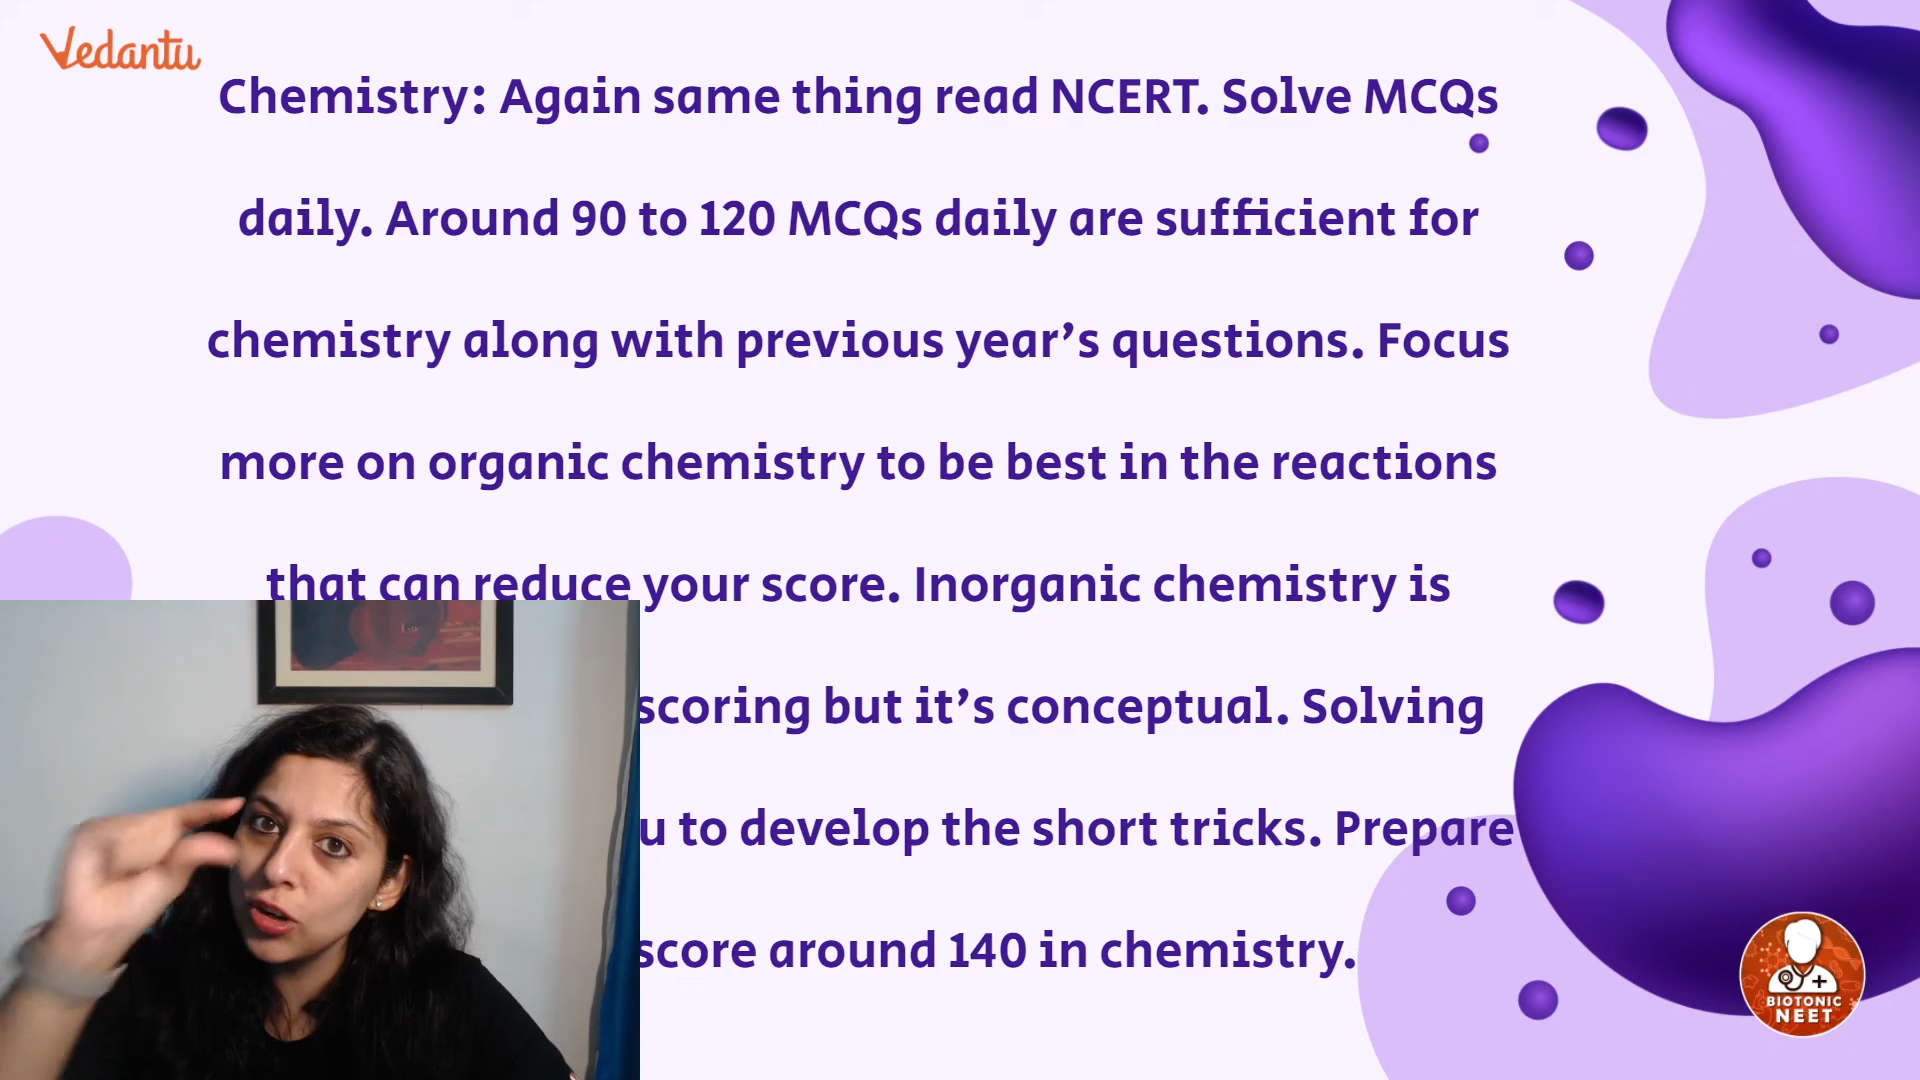 Vedantu
Chemistry: Again same thing read NCERT. Solve MCQs
daily. Around 90 to 120 MCQs daily are sufficient for
chemistry along with previous year's questions. Focus
more on organic chemistry to be best in the reactions
that can reduce your score. Inorganic chemistry is
scoring but it's conceptual. Solving
u to develop the short tricks. Prepare
score around 140 in chemistry.
BIOTONIC
NEET